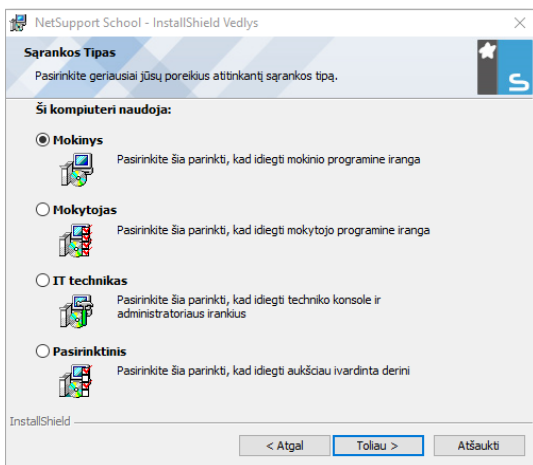 NetSupport School - InstallShield Vedlys
Sąrankos Tipas
Pasirinkite geriausiai jūsų poreikius atitinkantį sąrankos tipą.
S
Ši kompiuteri naudoja:
Mokinys
Pasirinkite šia parinkti, kad idiegti mokinio programine iranga
Mokytojas
Pasirinkite šia parinkti, kad idiegti mokytojo programine iranga
IT technikas
Pasirinkite šia parinkti, kad idiegti techniko konsole ir
administratoriaus irankius
Pasirinktinis
Pasirinkite šia parinkti, kad idiegti aukščiau ivardinta derini
InstallShield
< Atgal
Toliau >
Atšaukti